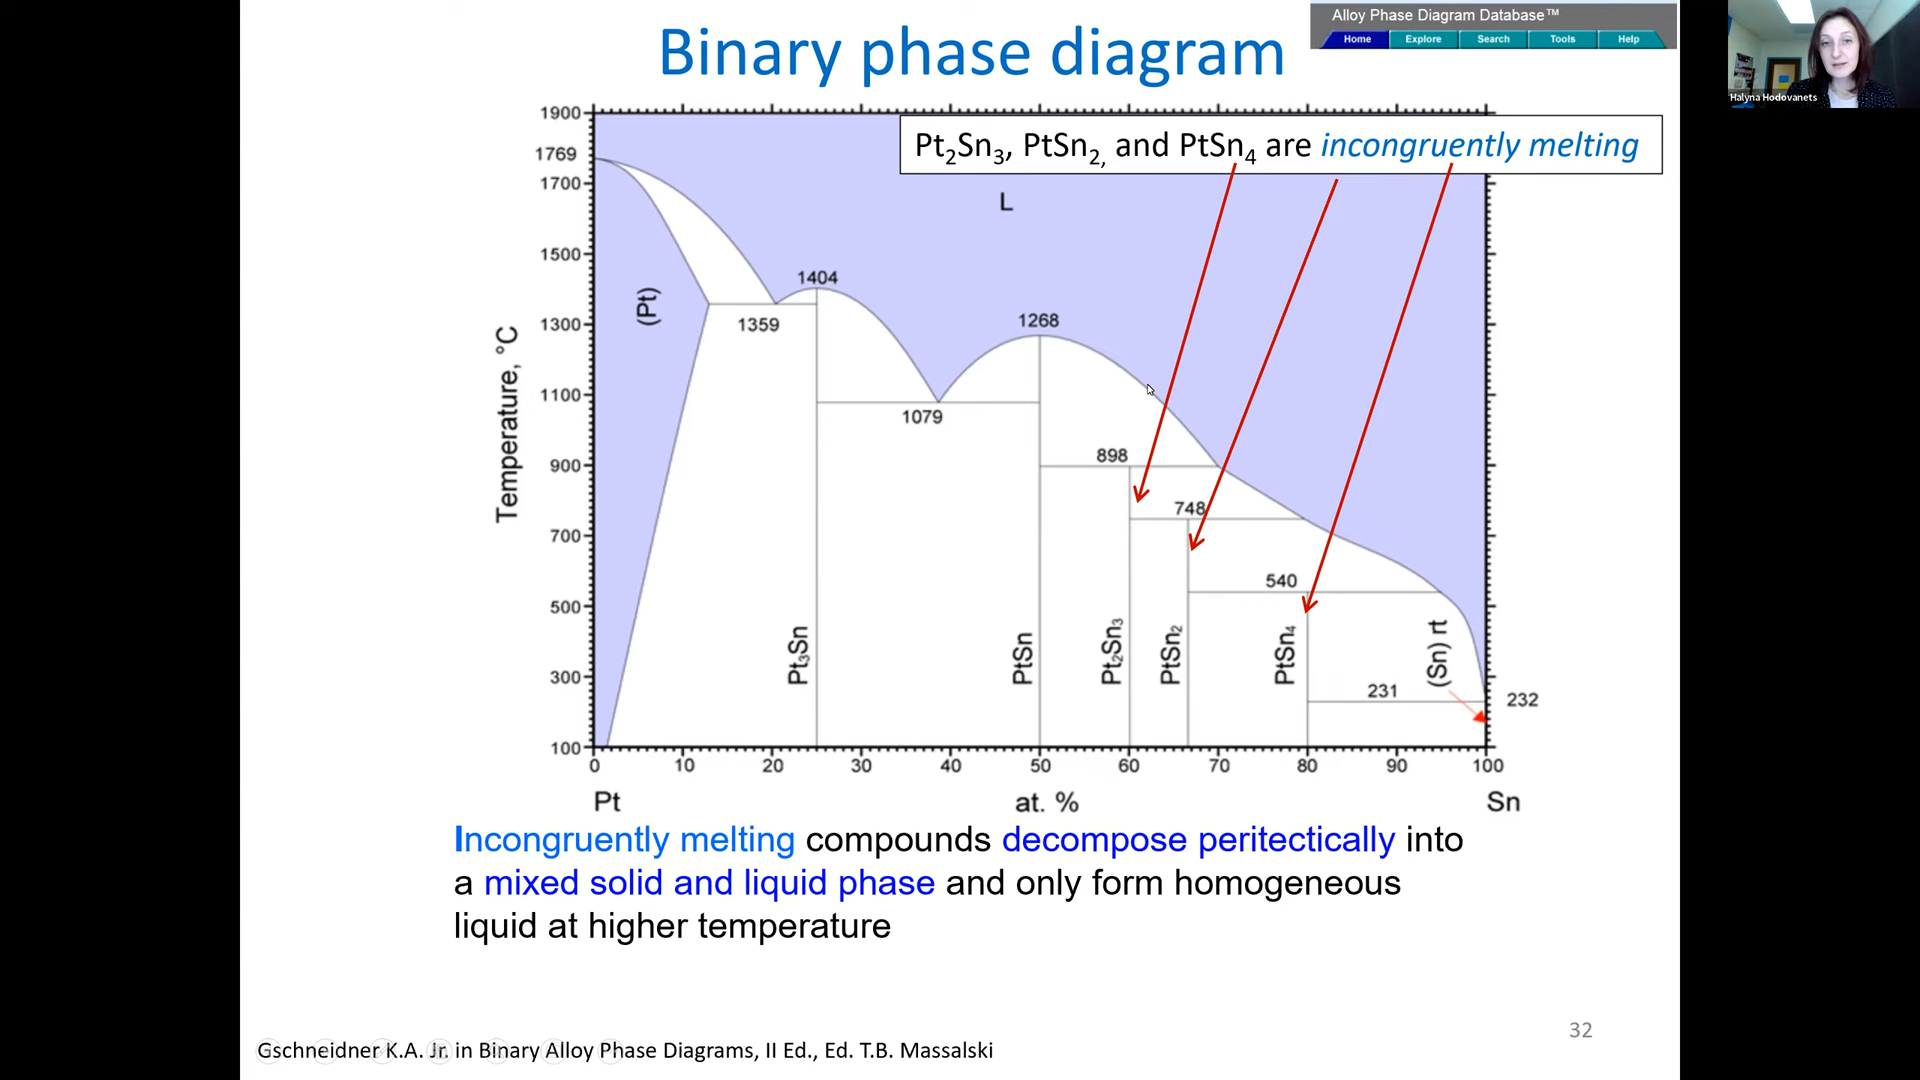 Binary phase diagram
Alloy Phase Diagram Database™
Home Explore Search Tools Help
Halyna Hodovanets
Pt₂Sn₃, PtSn₂, and PtSn₄ are incongruently melting
1900
1769
1700
1500
1300
1100
900
700
500
300
100
Temperature, °C
L
(Pt)
1404
1359
1268
1079
898
748
540
231
232
Pt₃Sn
PtSn
Pt₂Sn₃
PtSn₂
PtSn₄
(Sn) rt
0 10 20 30 40 50 60 70 80 90 100
Pt at. % Sn
Incongruently melting compounds decompose peritectically into
a mixed solid and liquid phase and only form homogeneous
liquid at higher temperature
32
Gschneidner K.A. Jr. in Binary Alloy Phase Diagrams, II Ed., Ed. T.B. Massalski